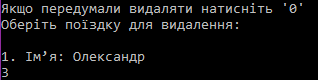 Якщо передумали видаляти натисніть '0'
Оберіть поїздку для видалення:
1. Ім’я: Олександр
3